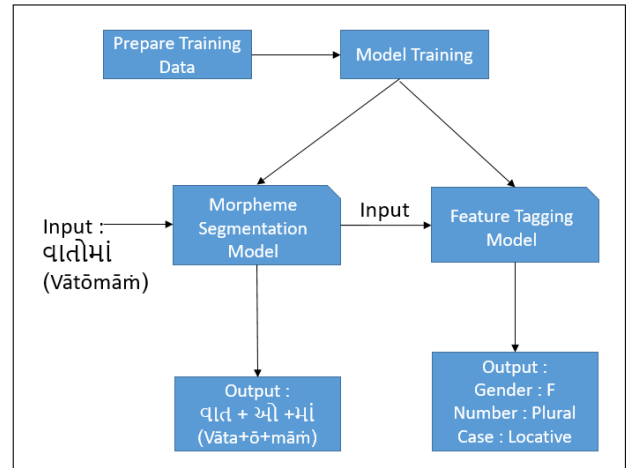 Prepare Training
Data
Model Training
Input :
વાતોમાં
(Vātōmāṁ)
Morpheme
Segmentation
Model
Input
Feature Tagging
Model
Output :
વાત + ઓ +માં
(Vāta+ō+māṁ)
Output :
Gender : F
Number : Plural
Case : Locative